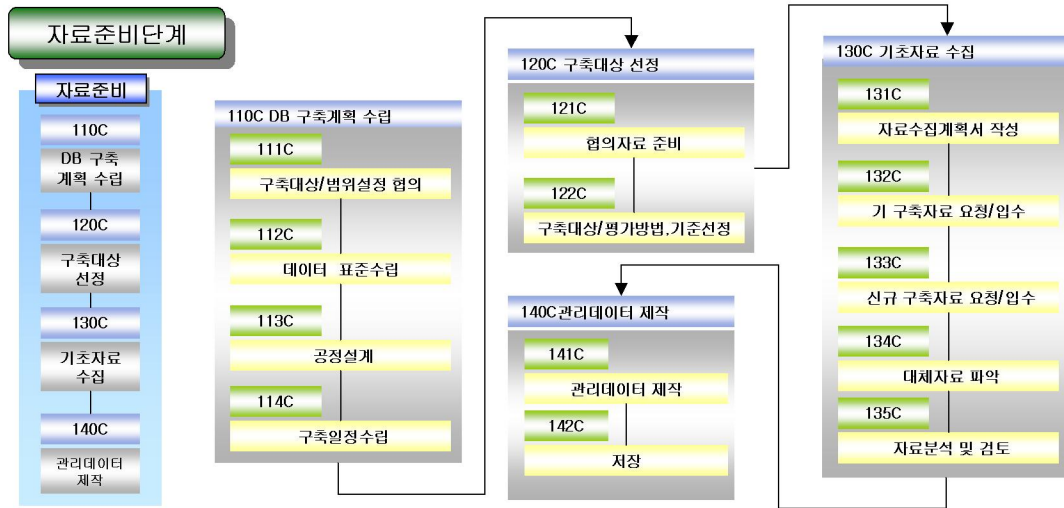 자료준비단계
자료준비
110C
DB 구축
계획 수립
120C
구축대상
선정
130C
기초자료
수집
140C
관리데이터
제작
110C DB 구축계획 수립
111C
구축대상/범위설정 협의
112C
데이터 표준수립
113C
공정설계
114C
구축일정수립
120C 구축대상 선정
121C
협의자료 준비
122C
구축대상/평가방법,기준선정
130C 기초자료 수집
131C
자료수집계획서 작성
132C
기 구축자료 요청/입수
133C
신규 구축자료 요청/입수
134C
대체자료 파악
135C
자료분석 및 검토
140C관리데이터 제작
141C
관리데이터 제작
142C
저장